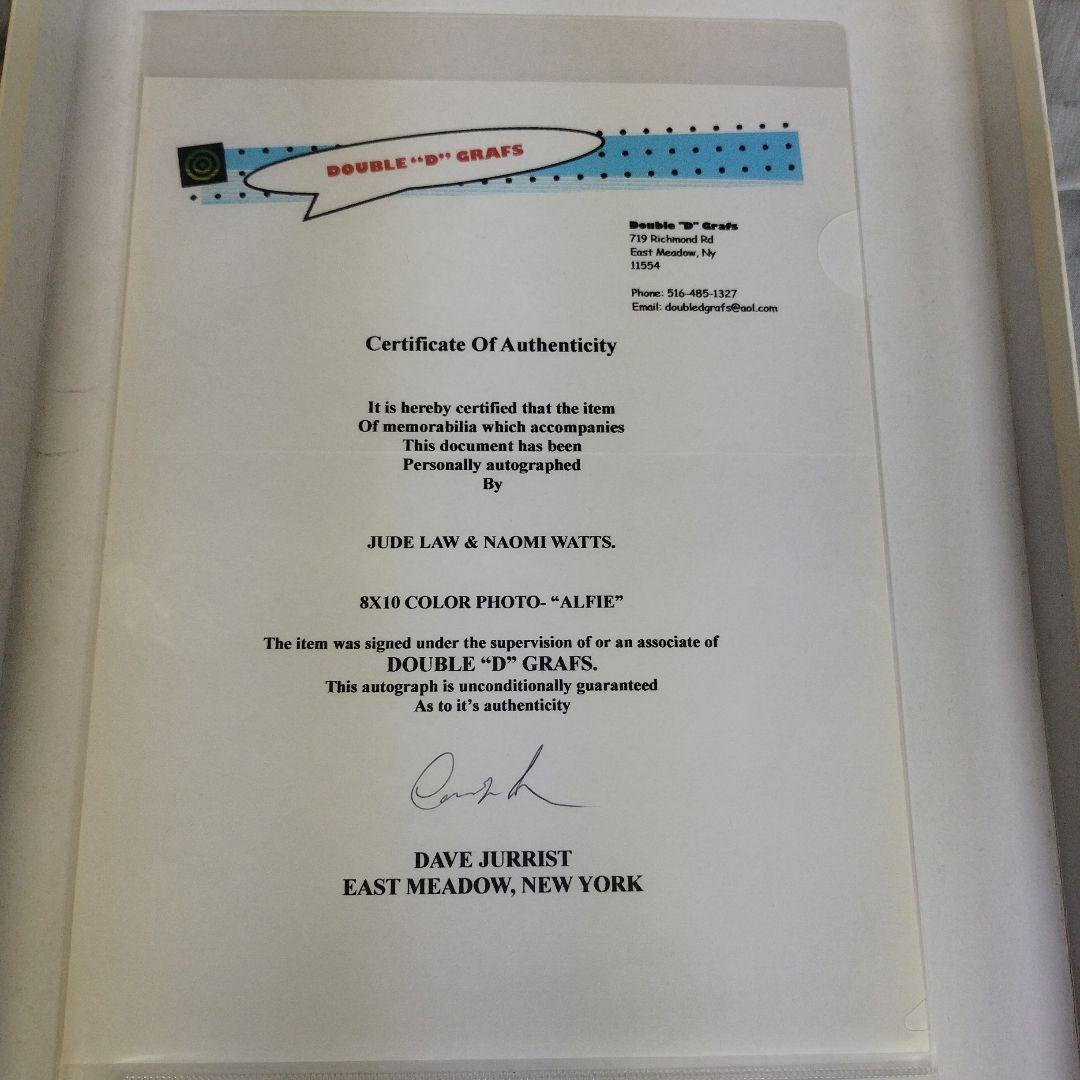 DOUBLE “D” GRAFS
Double "D" Grafs
719 Richmond Rd
East Meadow, Ny
11554
Phone: 516-485-1327
Email: doubledgrafs@aol.com
Certificate Of Authenticity
It is hereby certified that the item
Of memorabilia which accompanies
This document has been
Personally autographed
By
JUDE LAW & NAOMI WATTS.
8X10 COLOR PHOTO- “ALFIE”
The item was signed under the supervision of or an associate of
DOUBLE “D” GRAFS.
This autograph is unconditionally guaranteed
As to it’s authenticity
DAVE JURRIST
EAST MEADOW, NEW YORK